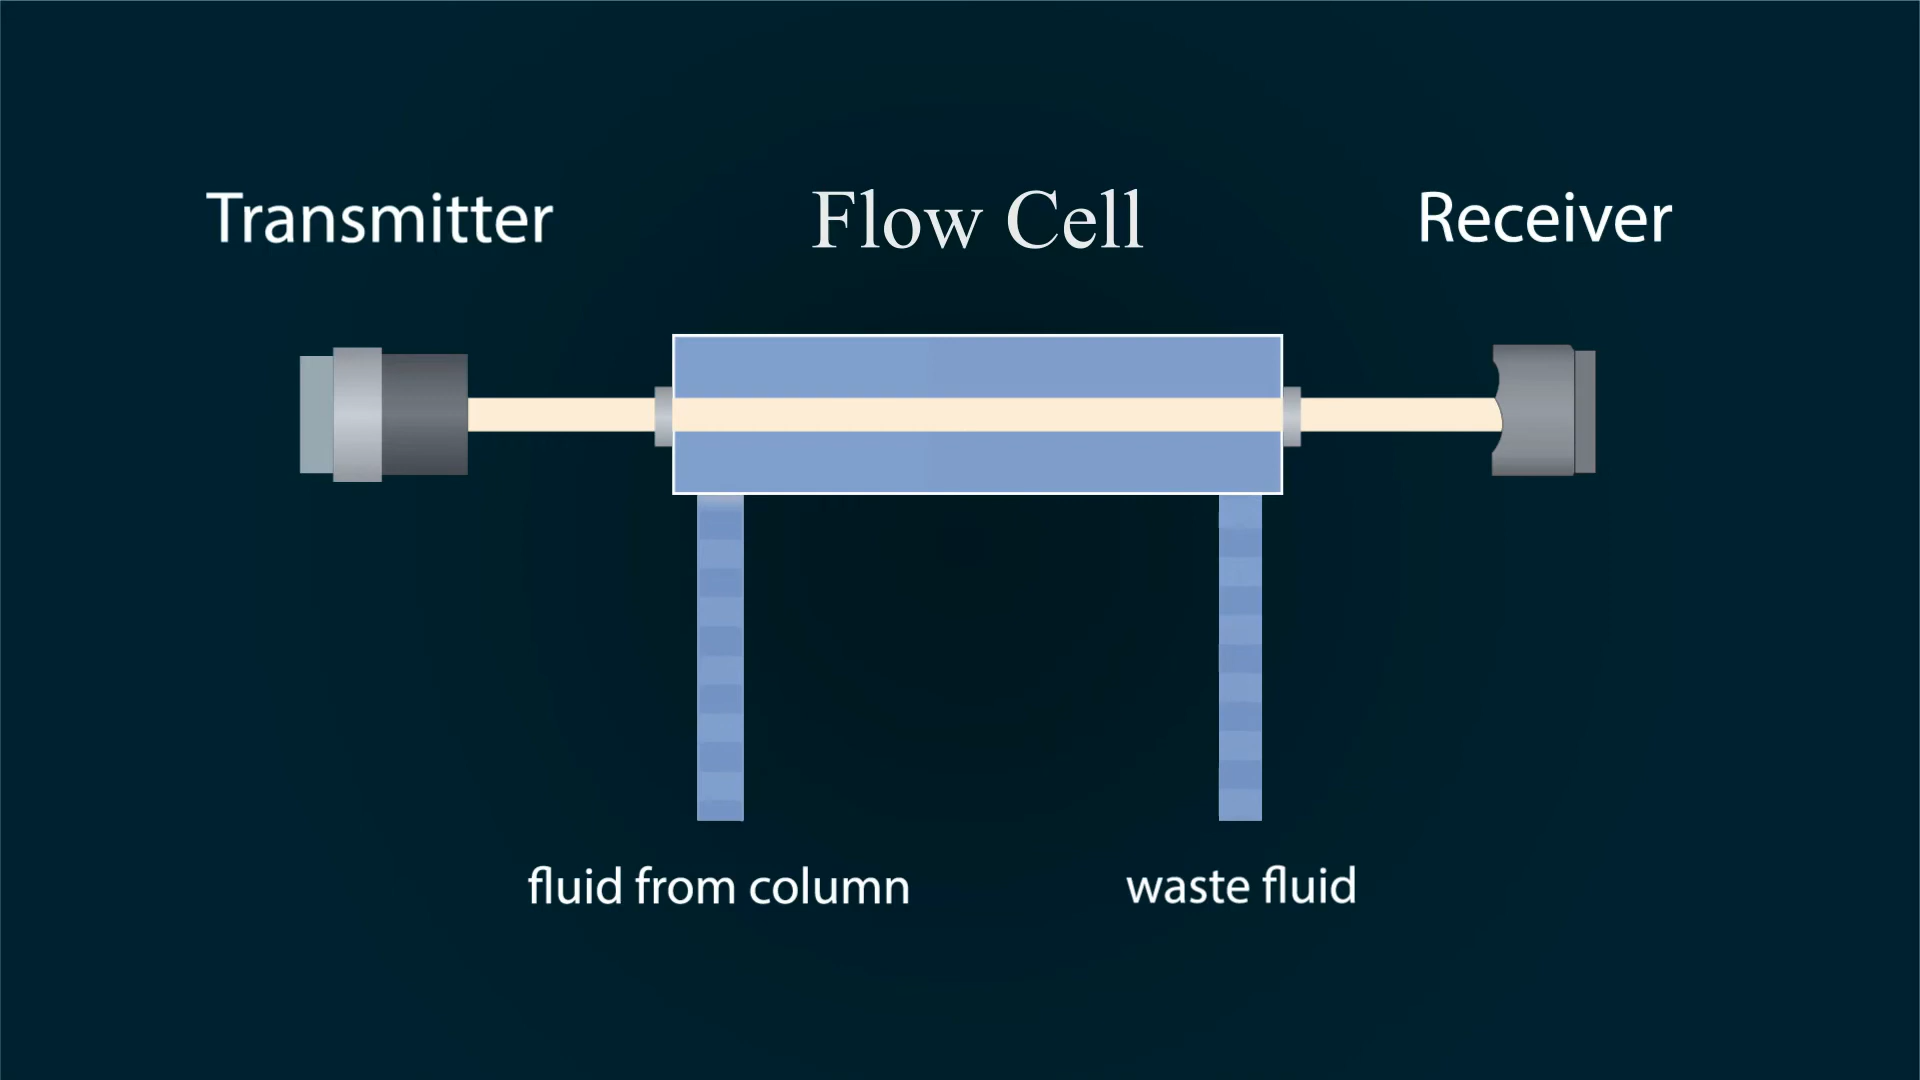 Transmitter
Flow Cell
Receiver
fluid from column
waste fluid